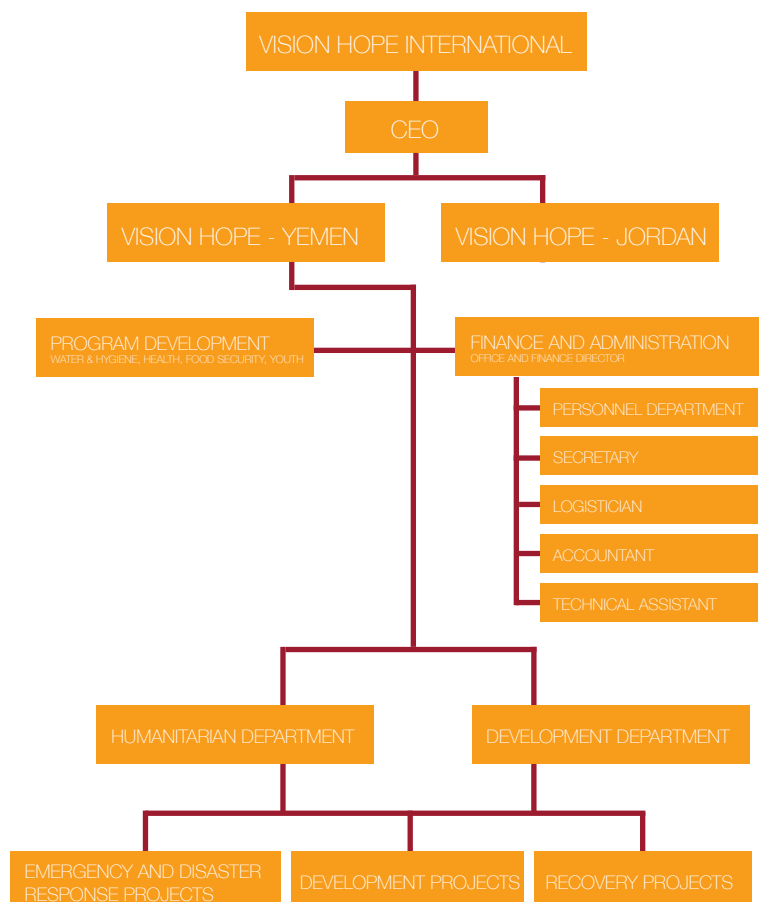 VISION HOPE INTERNATIONAL
CEO
VISION HOPE - YEMEN
VISION HOPE - JORDAN
PROGRAM DEVELOPMENT
WATER & HYGIENE, HEALTH, FOOD SECURITY, YOUTH
FINANCE AND ADMINISTRATION
OFFICE AND FINANCE DIRECTOR
PERSONNEL DEPARTMENT
SECRETARY
LOGISTICIAN
ACCOUNTANT
TECHNICAL ASSISTANT
HUMANITARIAN DEPARTMENT
DEVELOPMENT DEPARTMENT
EMERGENCY AND DISASTER
RESPONSE PROJECTS
DEVELOPMENT PROJECTS
RECOVERY PROJECTS